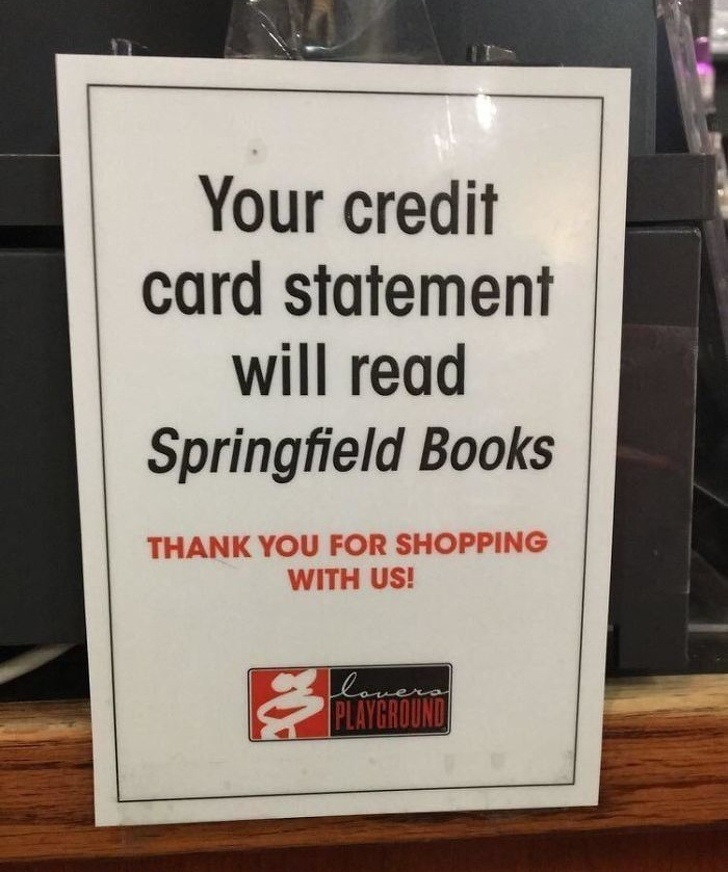 Your credit
card statement
will read
Springfield Books
THANK YOU FOR SHOPPING
WITH US!
lovers
PLAYGROUND